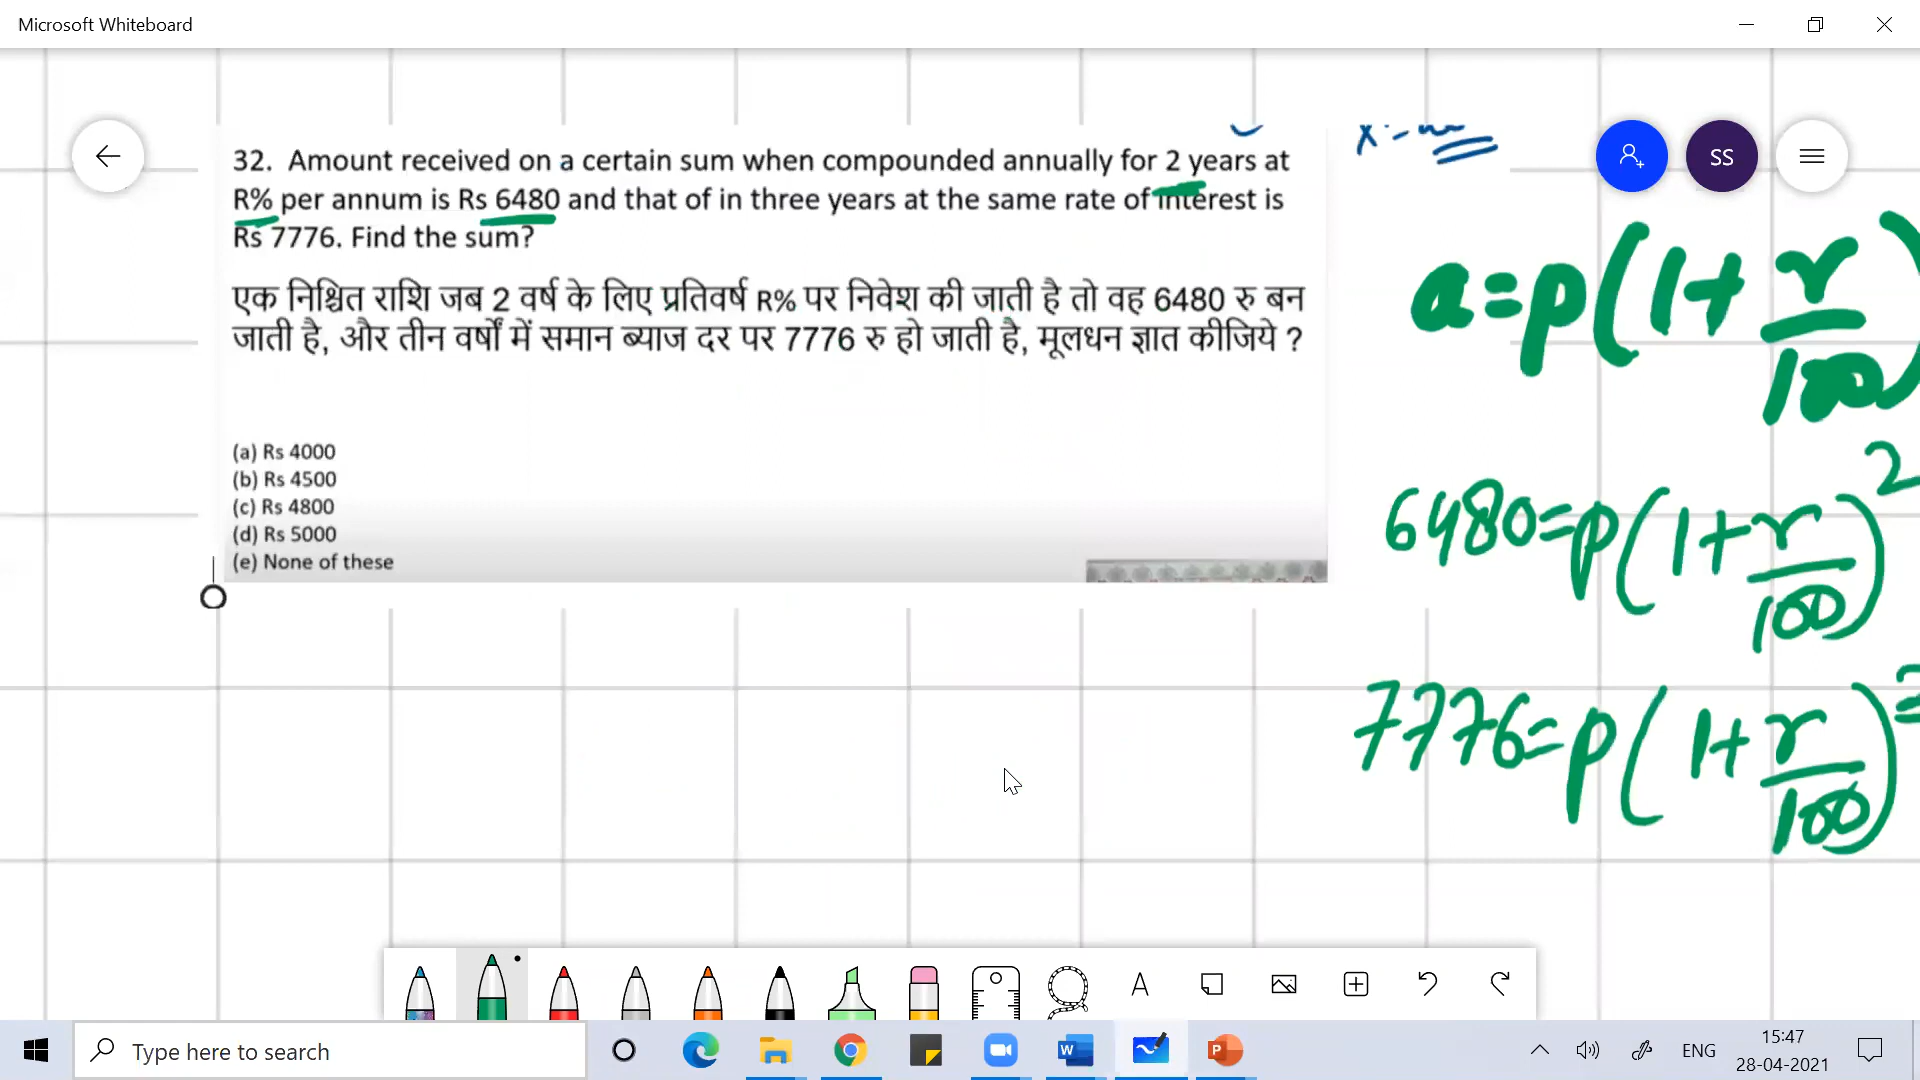 Microsoft Whiteboard
32. Amount received on a certain sum when compounded annually for 2 years at
R% per annum is Rs 6480 and that of in three years at the same rate of interest is
Rs 7776. Find the sum?
एक निश्चित राशि जब 2 वर्ष के लिए प्रतिवर्ष R% पर निवेश की जाती है तो वह 6480 रु बन
जाती है, और तीन वर्षों में समान ब्याज दर पर 7776 रु हो जाती है, मूलधन ज्ञात कीजिये ?
(a) Rs 4000
(b) Rs 4500
(c) Rs 4800
(d) Rs 5000
(e) None of these
SS
a=p(1+r/100)
6480=p(1+r/100)²
7776=p(1+r/100)
Type here to search
ENG
15:47
28-04-2021